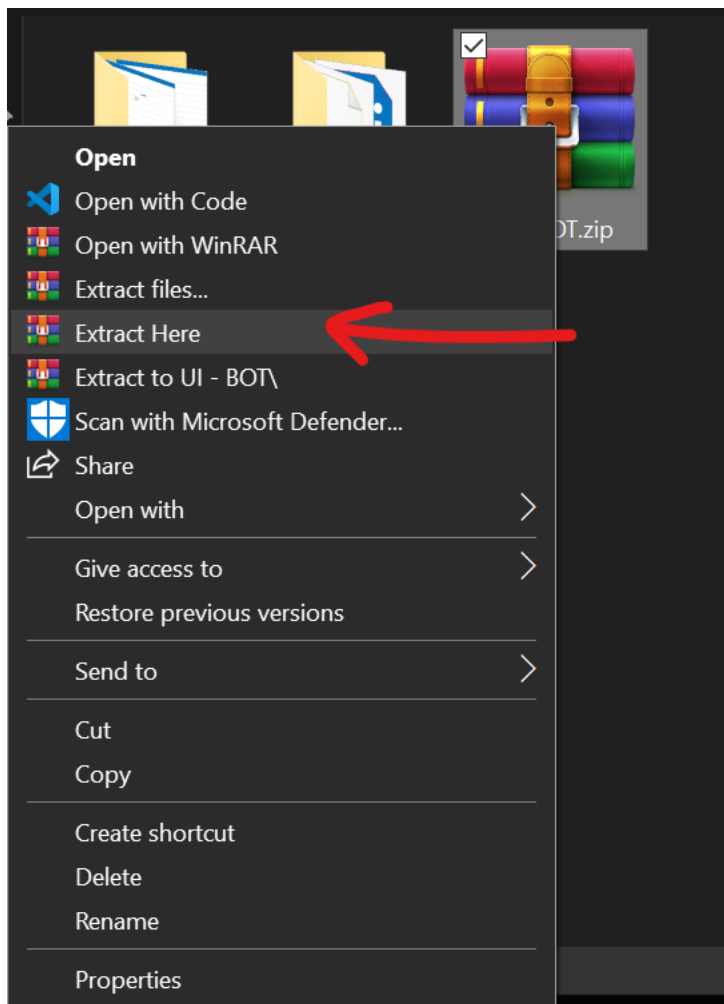 OT.zip
Open
Open with Code
Open with WinRAR
Extract files...
Extract Here
Extract to UI - BOT\
Scan with Microsoft Defender...
Share
Open with
Give access to
Restore previous versions
Send to
Cut
Copy
Create shortcut
Delete
Rename
Properties